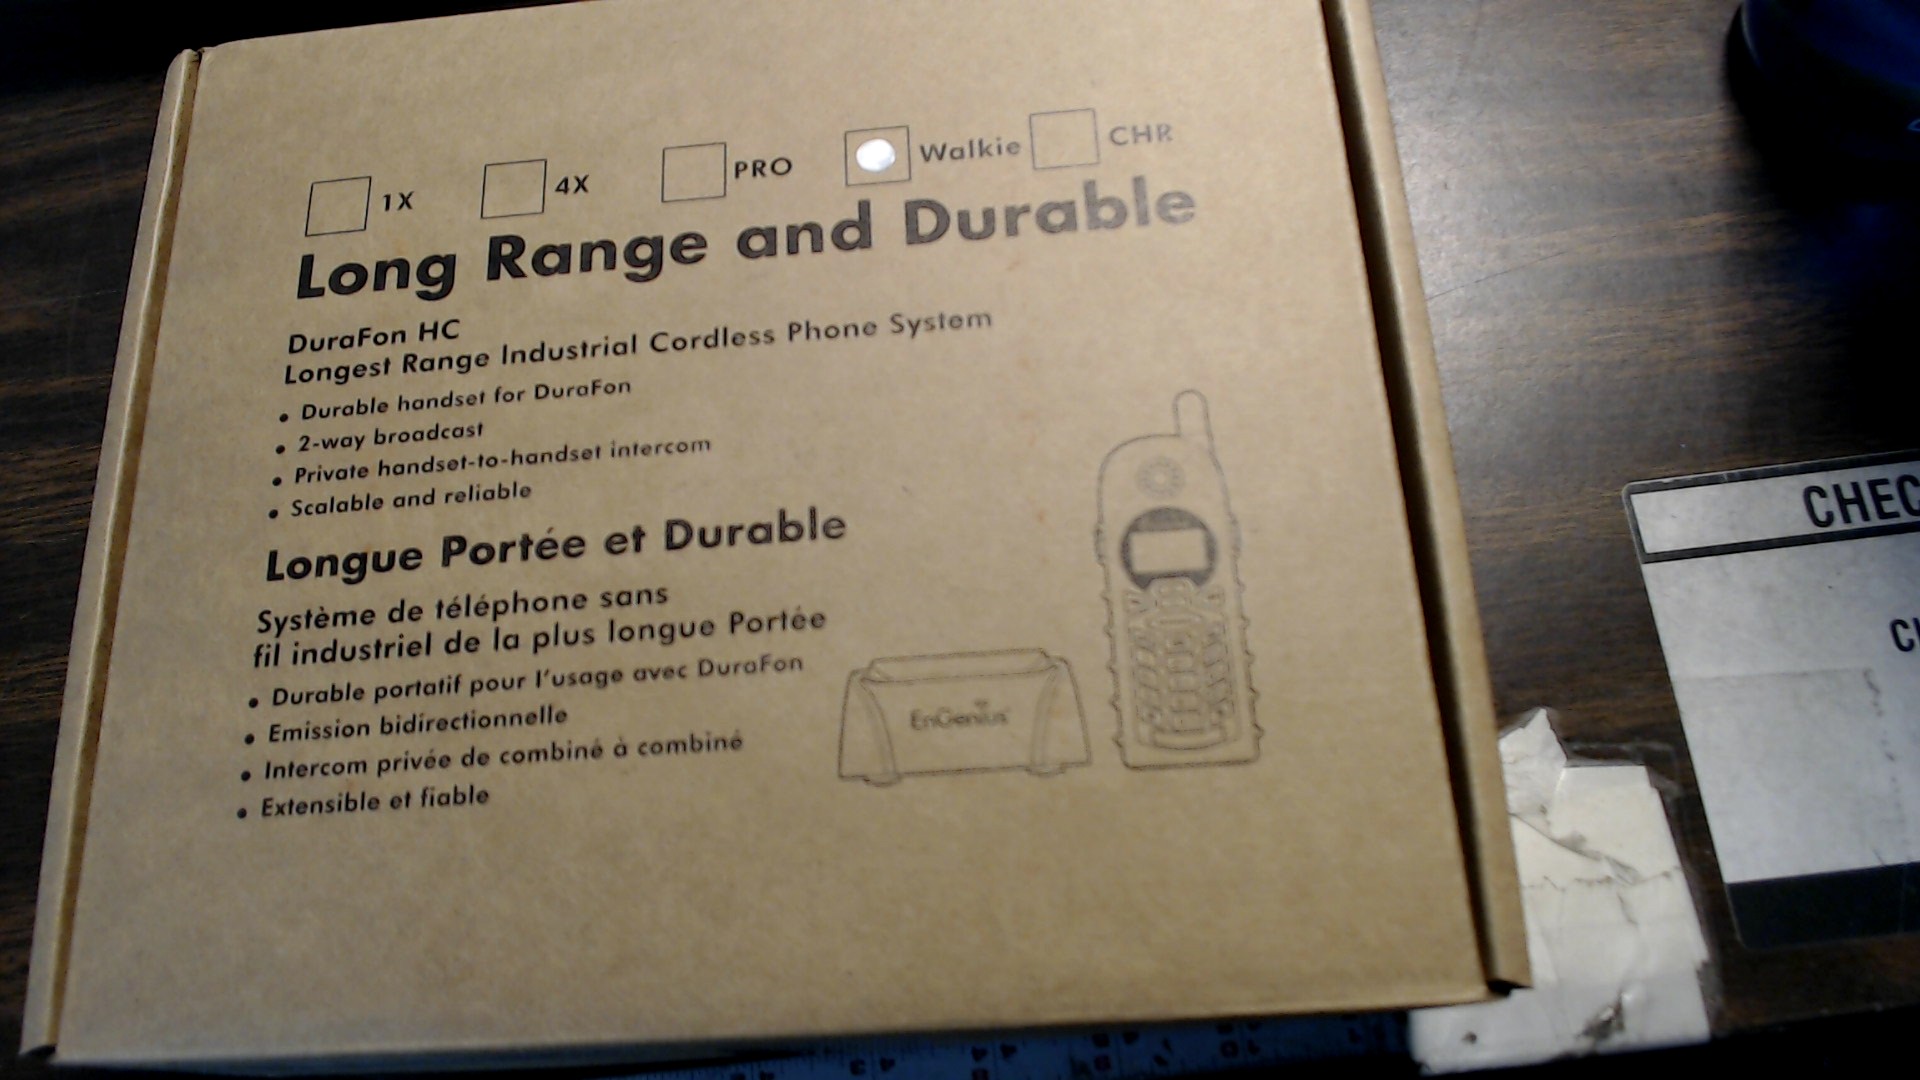 1X 4X PRO Walkie CHR
Long Range and Durable
DuraFon HC
Longest Range Industrial Cordless Phone System
• Durable handset for DuraFon
• 2-way broadcast
• Private handset-to-handset intercom
• Scalable and reliable
Longue Portée et Durable
Système de téléphone sans
fil industriel de la plus longue Portée
• Durable portatif pour l'usage avec DuraFon
• Emission bidirectionnelle
• Intercom privée de combiné à combiné
• Extensible et fiable
EnGenius
CHEC